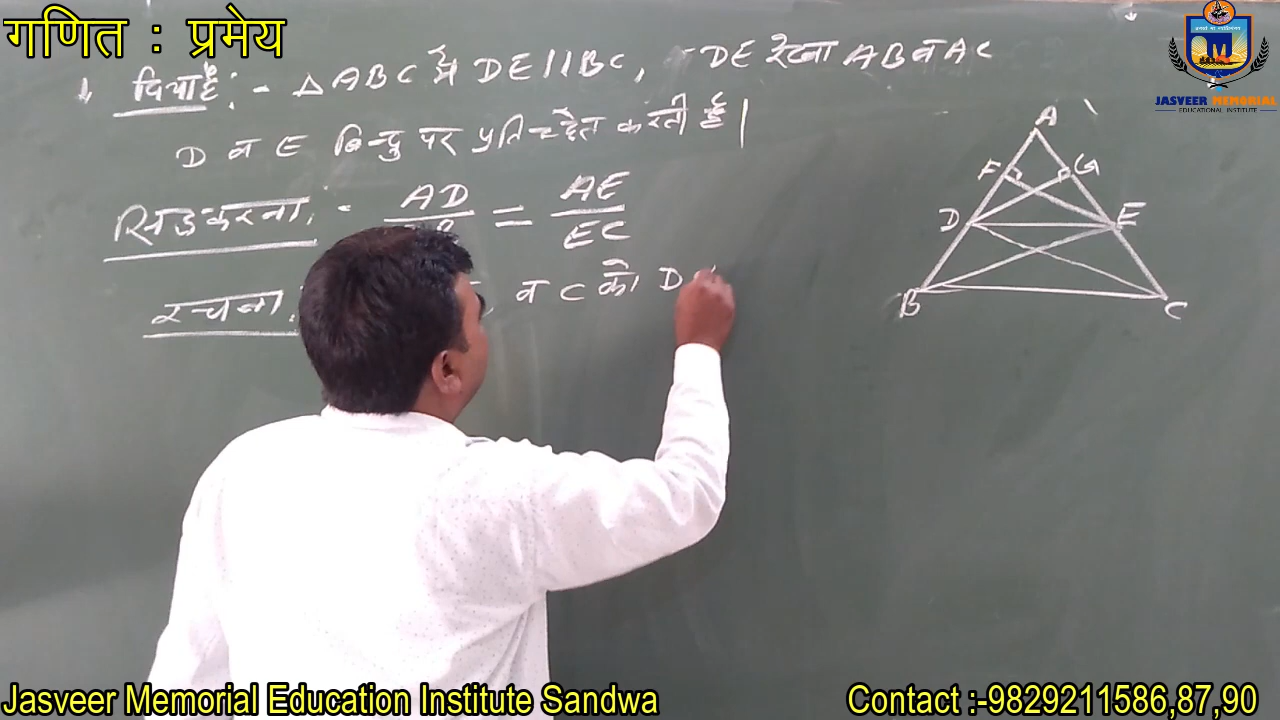 गणित : प्रमेय
दिया है :- △ABC में DE||BC, DE रेखा AB व AC
D व E बिन्दु पर प्रतिच्छेद करती है |
सिद्ध करना :- AD = AE
EC
रचना
व C को D
A
F G
D E
B C
M
JASVEER MEMORIAL
EDUCATIONAL INSTITUTE
Jasveer Memorial Education Institute Sandwa
Contact :-9829211586,87,90